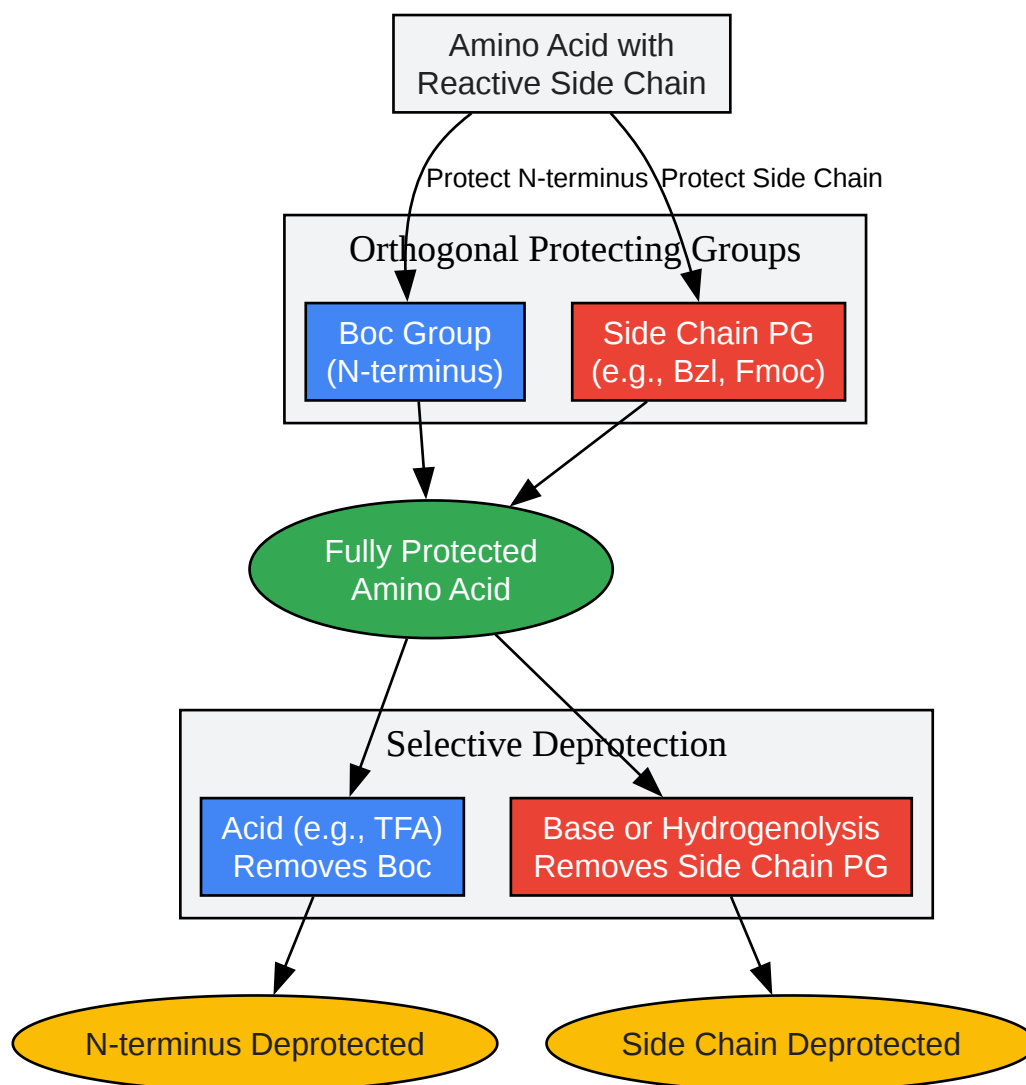 Amino Acid with
Reactive Side Chain
Protect N-terminus
Protect Side Chain
Orthogonal Protecting Groups
Boc Group
(N-terminus)
Side Chain PG
(e.g., Bzl, Fmoc)
Fully Protected
Amino Acid
Selective Deprotection
Acid (e.g., TFA)
Removes Boc
Base or Hydrogenolysis
Removes Side Chain PG
N-terminus Deprotected
Side Chain Deprotected